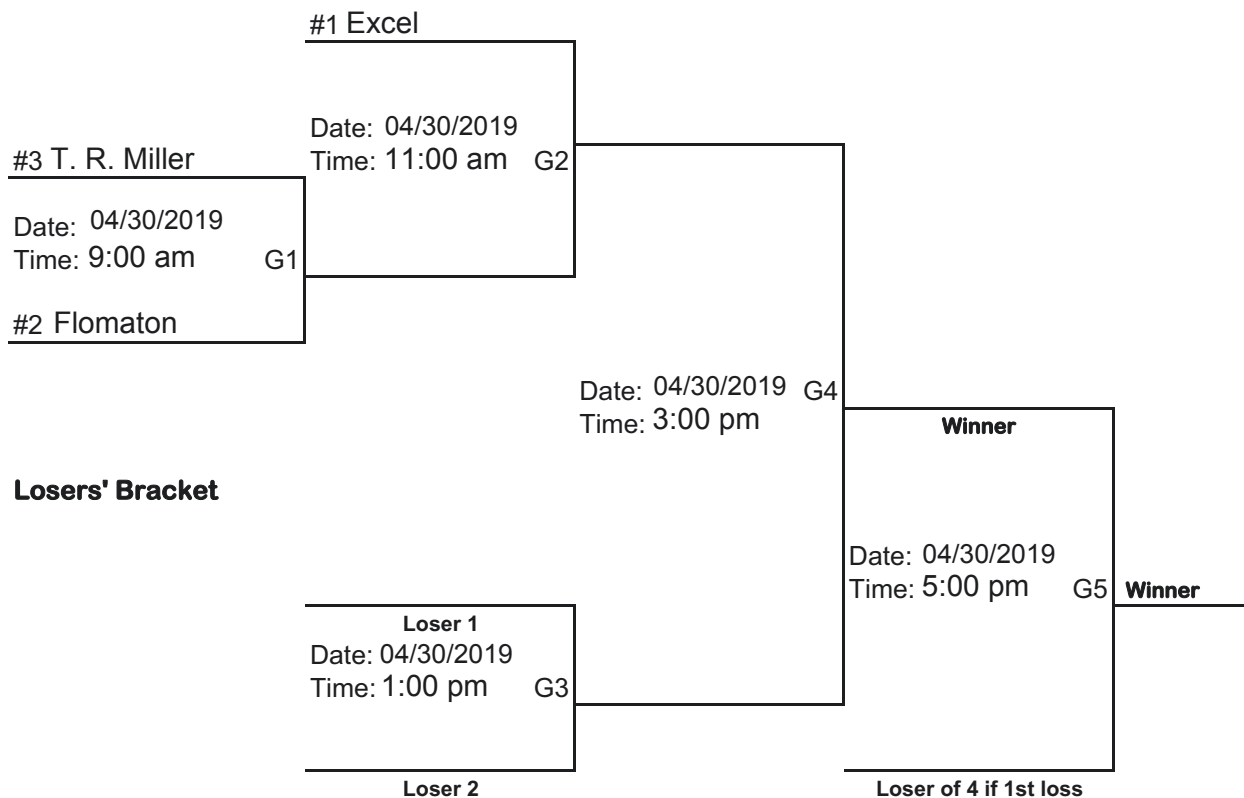 #1 Excel
Date: 04/30/2019
Time: 11:00 am G2
#3 T. R. Miller
Date: 04/30/2019
Time: 9:00 am G1
#2 Flomaton
Date: 04/30/2019 G4
Time: 3:00 pm
Winner
Losers' Bracket
Date: 04/30/2019
Time: 5:00 pm G5 Winner
Loser 1
Date: 04/30/2019
Time: 1:00 pm G3
Loser 2
Loser of 4 if 1st loss